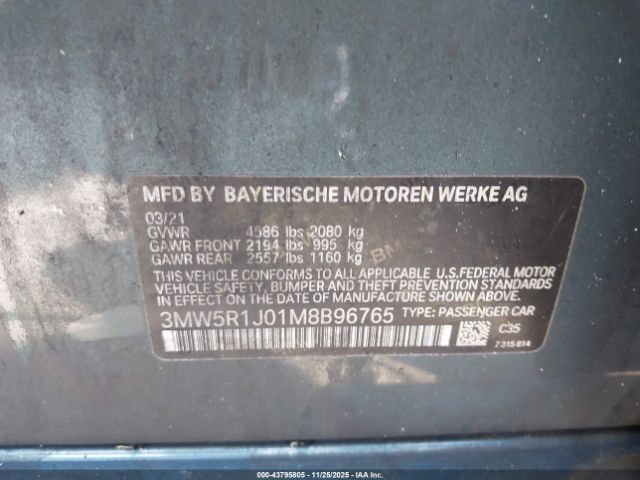 MFD BY BAYERISCHE MOTOREN WERKE AG
03/21
GVWR 4586 lbs 2080 kg
GAWR FRONT 2194 lbs 995 kg
GAWR REAR 2557 lbs 1160 kg
THIS VEHICLE CONFORMS TO ALL APPLICABLE U.S.FEDERAL MOTOR
VEHICLE SAFETY, BUMPER AND THEFT PREVENTION STANDARDS
IN EFFECT ON THE DATE OF MANUFACTURE SHOWN ABOVE.
3MW5R1J01M8B96765 TYPE: PASSENGER CAR
C35
7315814
000-43795805 - 11/25/2025 - IAA Inc.